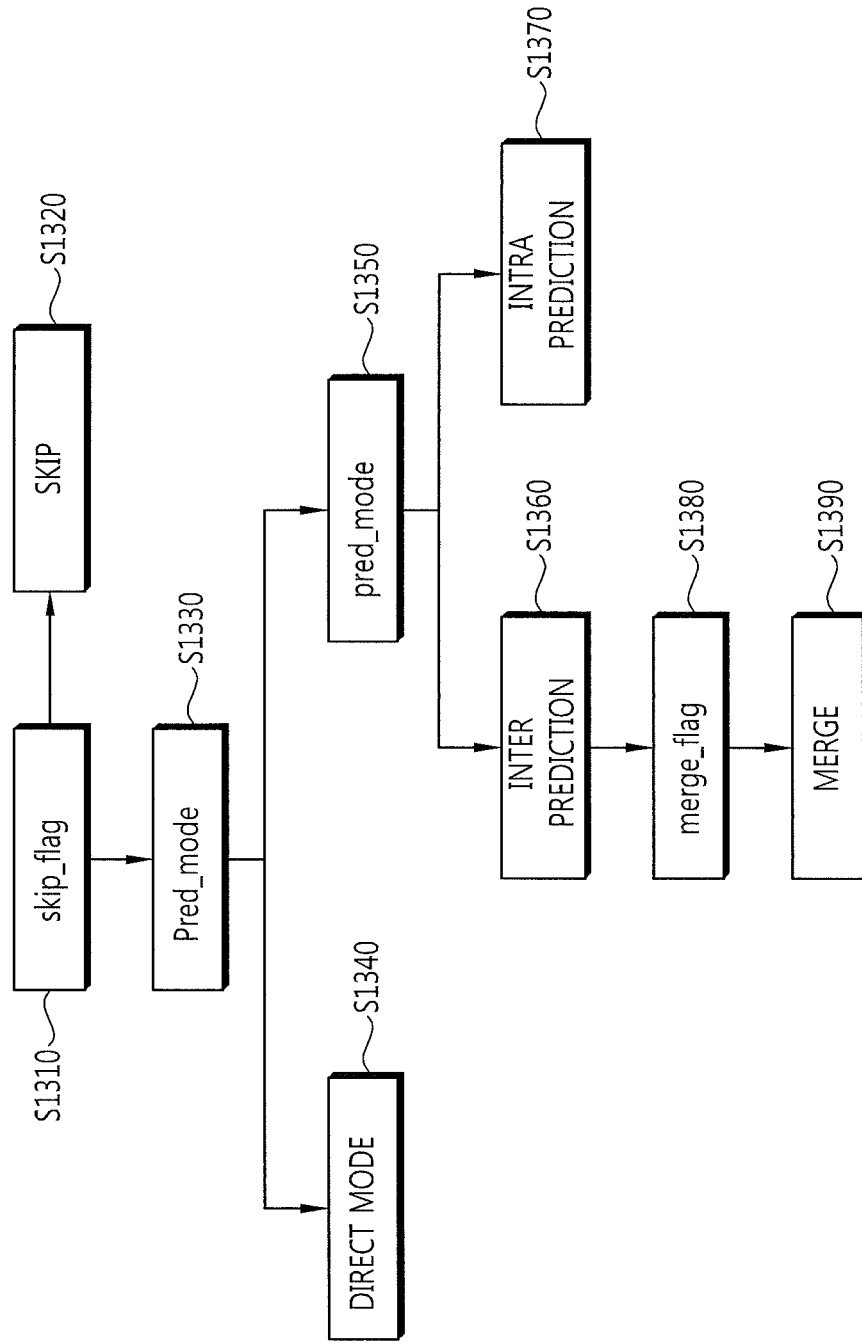 S1310
skip_flag
SKIP
S1320
Pred_mode
S1330
DIRECT MODE
S1340
pred_mode
S1350
INTER
PREDICTION
S1360
INTRA
PREDICTION
S1370
merge_flag
S1380
MERGE
S1390